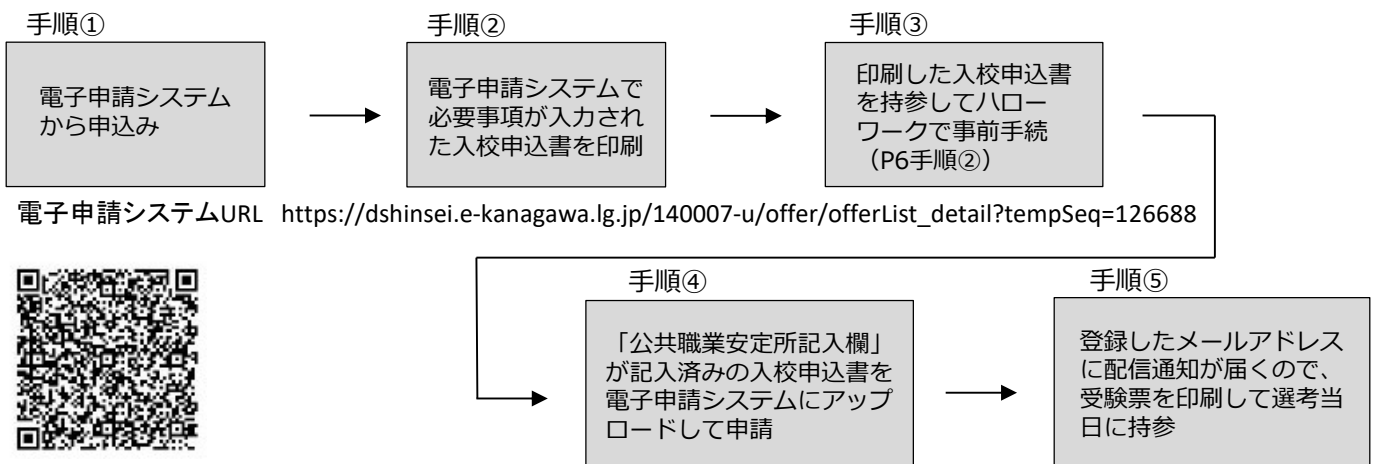 手順①
電子申請システム
から申込み
手順②
電子申請システムで
必要事項が入力され
た入校申込書を印刷
手順③
印刷した入校申込書
を持参してハロー
ワークで事前手続
（P6手順②）
電子申請システムURL https://dshinsei.e-kanagawa.lg.jp/140007-u/offer/offerList_detail?tempSeq=126688
手順④
「公共職業安定所記入欄」
が記入済みの入校申込書を
電子申請システムにアップ
ロードして申請
手順⑤
登録したメールアドレス
に配信通知が届くので、
受験票を印刷して選考当
日に持参